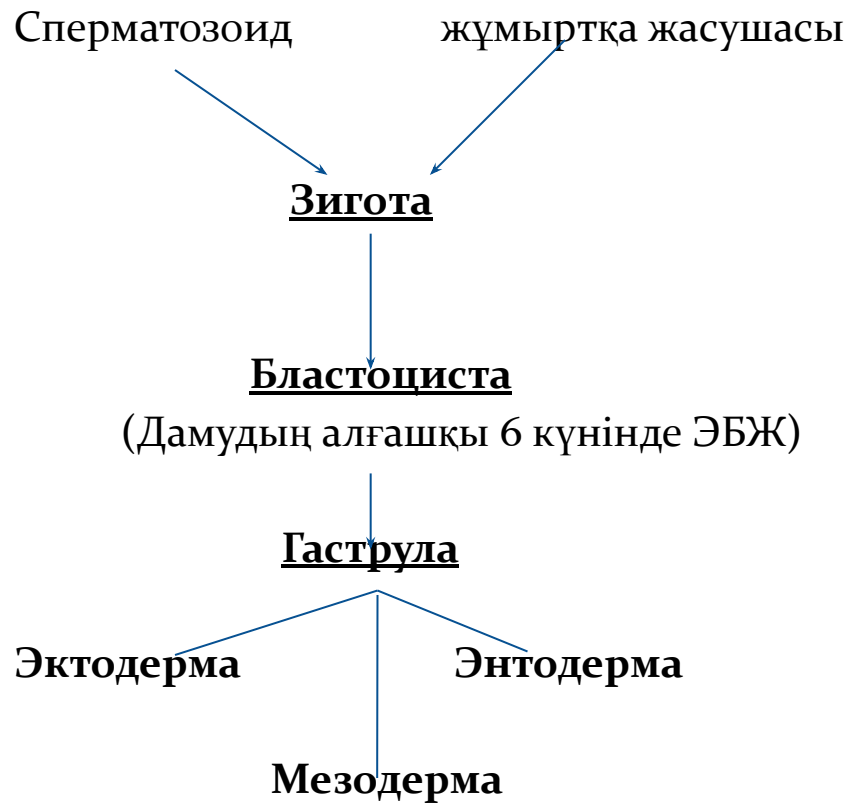 Сперматозоид жұмыртқа жасушасы
Зигота
Бластоциста
(Дамудың алғашқы 6 күнінде ЭБЖ)
Гаструла
Эктодерма Энтодерма
Мезодерма